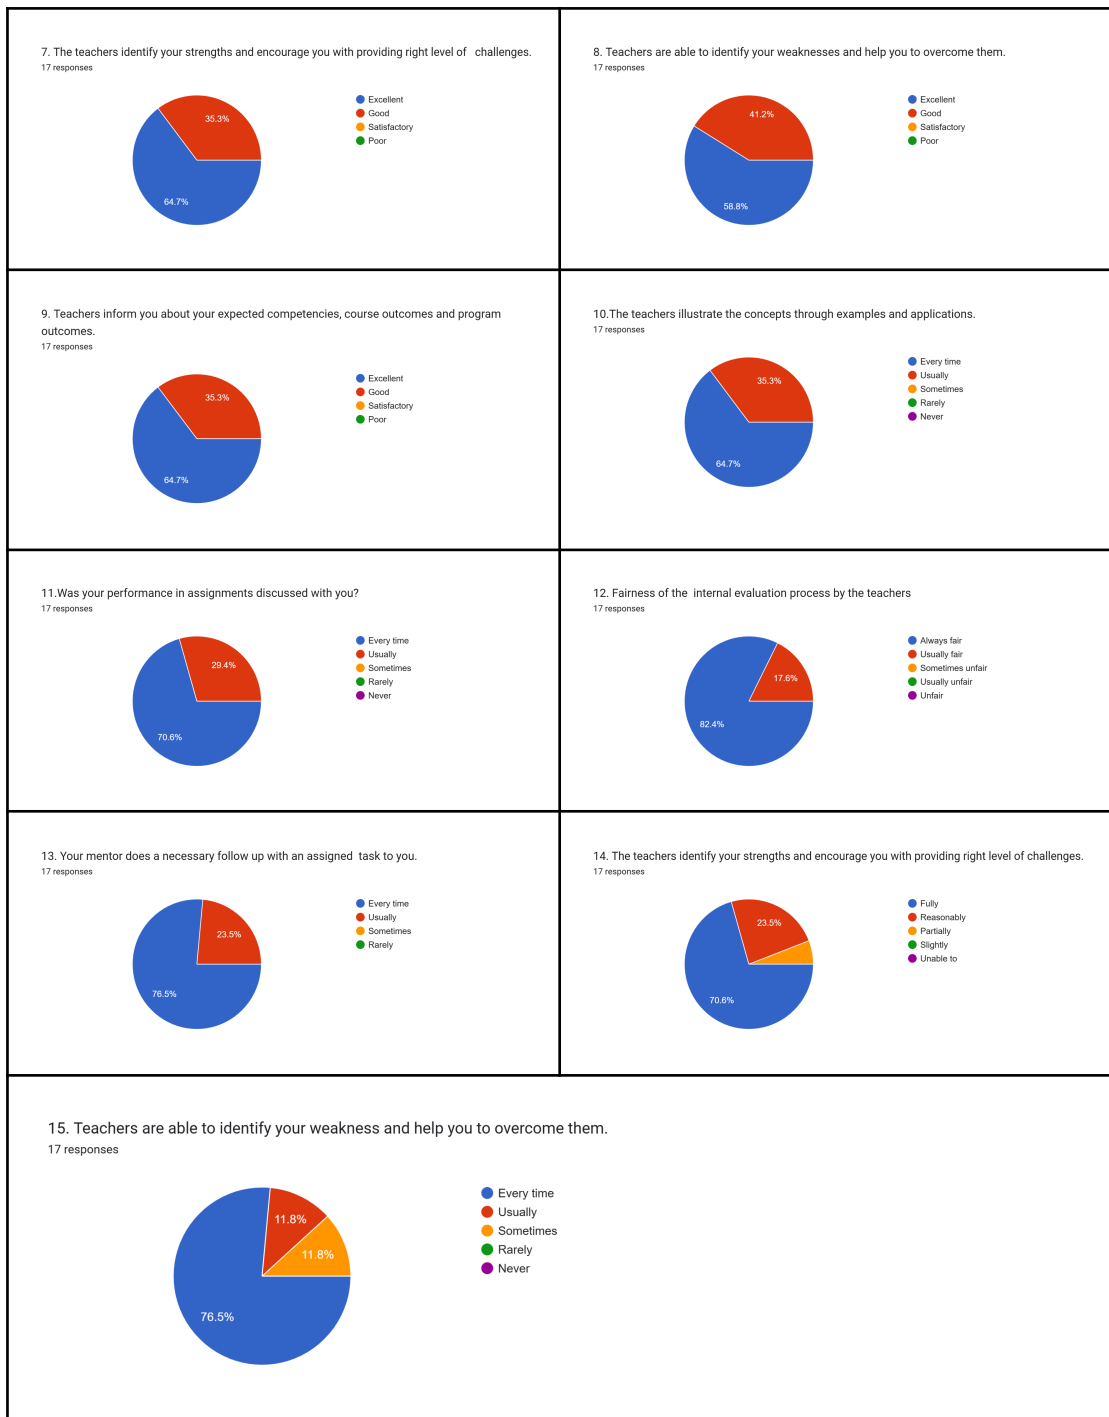 7. The teachers identify your strengths and encourage you with providing right level of   challenges.
17 responses
35.3%
64.7%
Excellent
Good
Satisfactory
Poor
8. Teachers are able to identify your weaknesses and help you to overcome them.
17 responses
41.2%
58.8%
Excellent
Good
Satisfactory
Poor
9. Teachers inform you about your expected competencies, course outcomes and program
outcomes.
17 responses
35.3%
64.7%
Excellent
Good
Satisfactory
Poor
10.The teachers illustrate the concepts through examples and applications.
17 responses
35.3%
64.7%
Every time
Usually
Sometimes
Rarely
Never
11.Was your performance in assignments discussed with you?
17 responses
29.4%
70.6%
Every time
Usually
Sometimes
Rarely
Never
12. Fairness of the  internal evaluation process by the teachers
17 responses
17.6%
82.4%
Always fair
Usually fair
Sometimes unfair
Usually unfair
Unfair
13. Your mentor does a necessary follow up with an assigned  task to you.
17 responses
23.5%
76.5%
Every time
Usually
Sometimes
Rarely
14. The teachers identify your strengths and encourage you with providing right level of challenges.
17 responses
23.5%
70.6%
Fully
Reasonably
Partially
Slightly
Unable to
15. Teachers are able to identify your weakness and help you to overcome them.
17 responses
11.8%
11.8%
76.5%
Every time
Usually
Sometimes
Rarely
Never